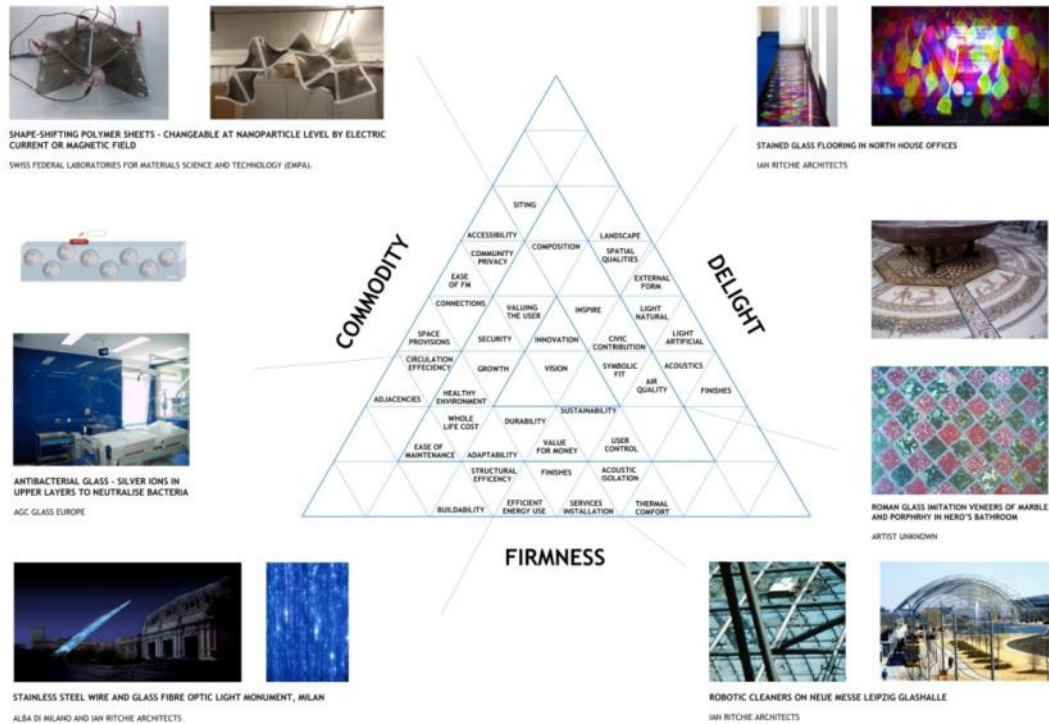 SHAPE-SHIFTING POLYMER SHEETS - CHANGEABLE AT NANOPARTICLE LEVEL BY ELECTRIC
CURRENT OR MAGNETIC FIELD
SWISS FEDERAL LABORATORIES FOR MATERIALS SCIENCE AND TECHNOLOGY (EMPA).
STAINED GLASS FLOORING IN NORTH HOUSE OFFICES
IAN RITCHIE ARCHITECTS
COMMODITY
DELIGHT
SITING
ACCESSIBILITY
LANDSCAPE
COMMUNITY
PRIVACY
COMPOSITION
SPATIAL
QUALITIES
EASE
OF FM
EXTERNAL
FORM
CONNECTIONS
VALUING
THE USER
INSPIRE
LIGHT
NATURAL
SPACE
PROVISIONS
SECURITY
INNOVATION
CIVIC
CONTRIBUTION
LIGHT
ARTIFICIAL
CIRCULATION
EFFECIENCY
GROWTH
VISION
SYMBOLIC
FIT
ACOUSTICS
AIR
QUALITY
ADJACENCIES
HEALTHY
ENVIRONMENT
FINISHES
WHOLE
LIFE COST
DURABILITY
SUSTAINABILITY
EASE OF
MAINTENANCE
ADAPTABILITY
VALUE
FOR MONEY
USER
CONTROL
STRUCTURAL
EFFICENCY
FINISHES
ACOUSTIC
ISOLATION
BUILDABILITY
EFFICIENT
ENERGY USE
SERVICES
INSTALLATION
THERMAL
COMFORT
FIRMNESS
ANTIBACTERIAL GLASS - SILVER IONS IN
UPPER LAYERS TO NEUTRALISE BACTERIA
AGC GLASS EUROPE
ROMAN GLASS IMITATION VENEERS OF MARBLE
AND PORPHRHY IN NERO'S BATHROOM
ARTIST UNKNOWN
STAINLESS STEEL WIRE AND GLASS FIBRE OPTIC LIGHT MONUMENT, MILAN
ALBA DI MILANO AND IAN RITCHIE ARCHITECTS
ROBOTIC CLEANERS ON NEUE MESSE LEIPZIG GLASHALLE
IAN RITCHIE ARCHITECTS